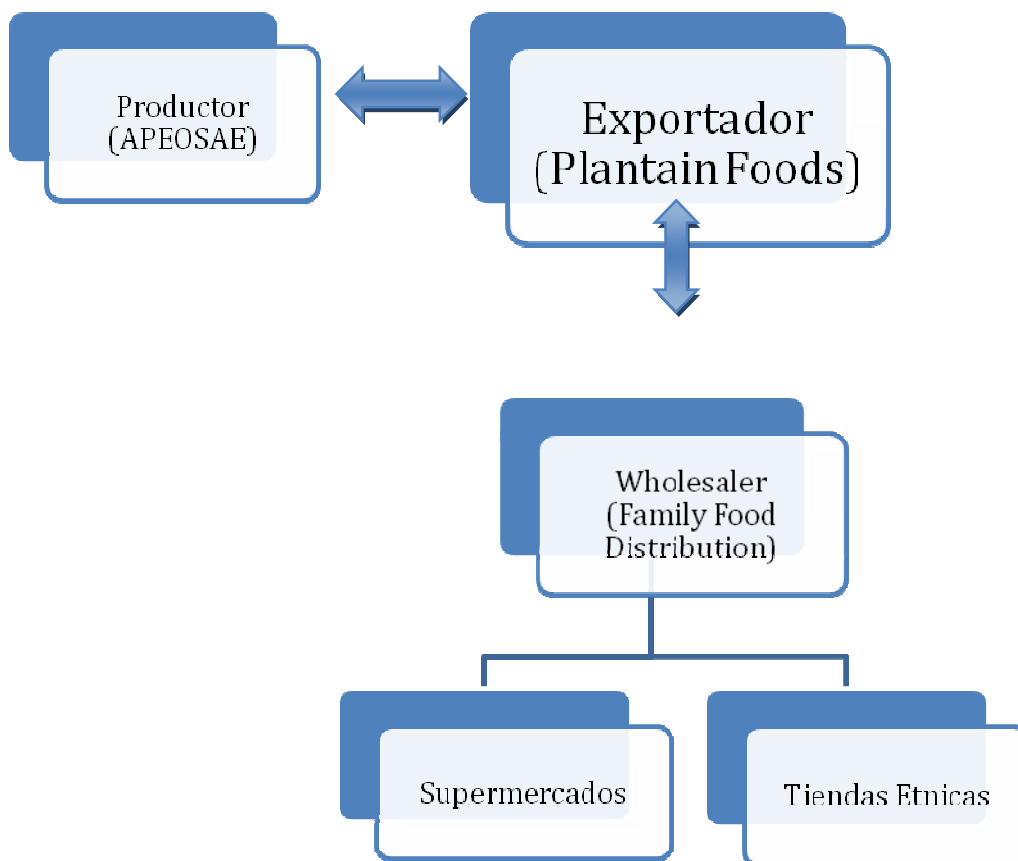 Productor
(APEOSAE)
Exportador
(Plantain Foods)
Wholesaler
(Family Food
Distribution)
Supermercados
Tiendas Etnicas